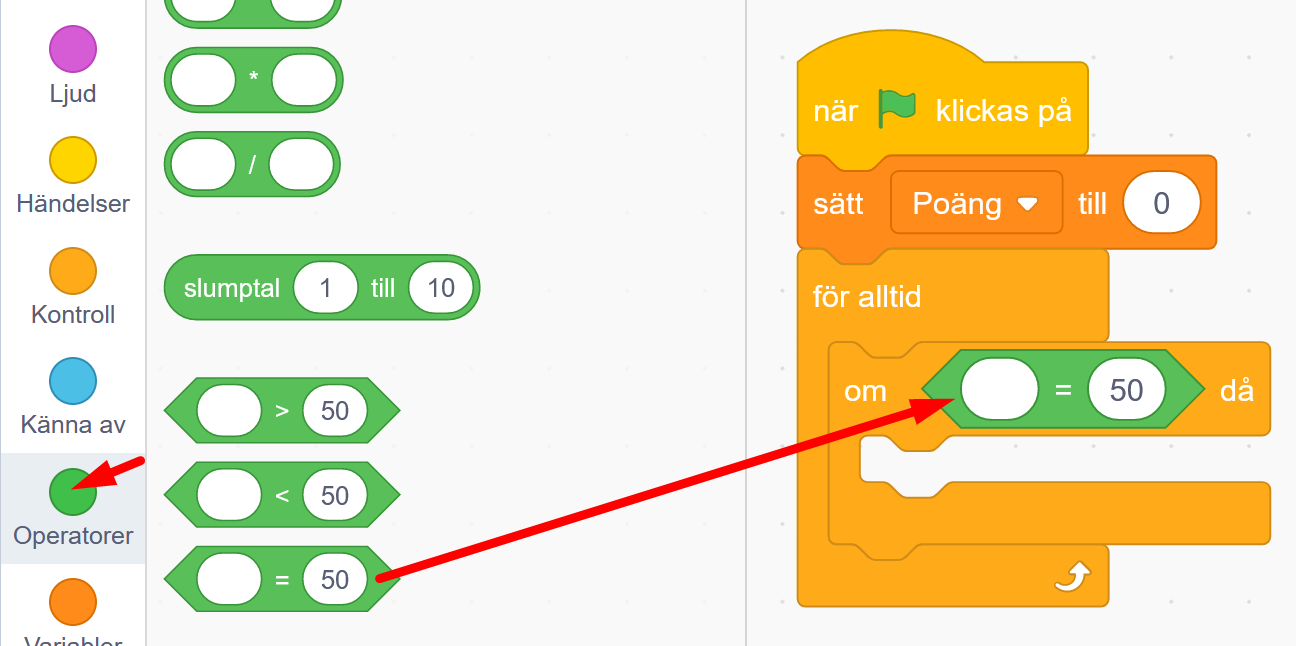 Ljud
Händelser
Kontroll
Känna av
Operatorer
Variabler
*
/
slumptal 1 till 10
> 50
< 50
= 50
när klickas på
sätt Poäng till 0
för alltid
om = 50 då